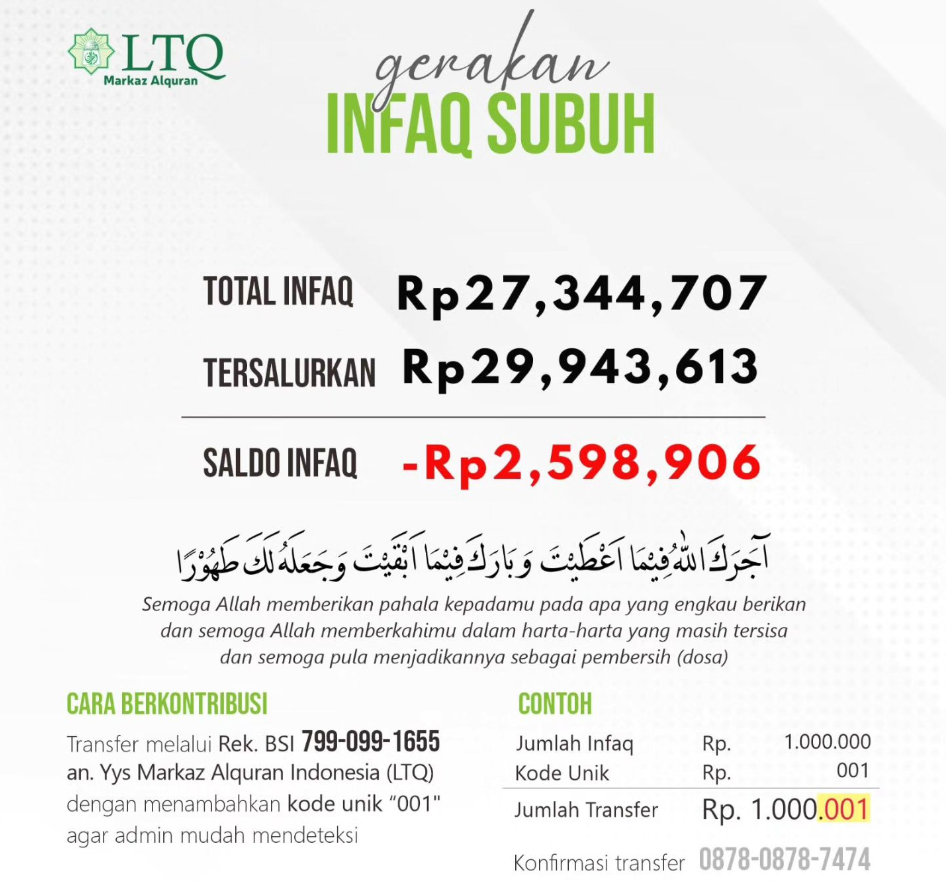 LTQ
Markaz Alquran
gerakan
INFAQ SUBUH
TOTAL INFAQ Rp27,344,707
TERSALURKAN Rp29,943,613
SALDO INFAQ -Rp2,598,906
آجَرَكَ اللهُ فِيْمَا اَعْطَيْتَ وَبَارَكَ فِيْمَا اَبْقَيْتَ وَجَعَلَهُ لَكَ طَهُوْرًا
Semoga Allah memberikan pahala kepadamu pada apa yang engkau berikan
dan semoga Allah memberkahimu dalam harta-harta yang masih tersisa
dan semoga pula menjadikannya sebagai pembersih (dosa)
CARA BERKONTRIBUSI
Transfer melalui Rek. BSI 799-099-1655
an. Yys Markaz Alquran Indonesia (LTQ)
dengan menambahkan kode unik “001"
agar admin mudah mendeteksi
CONTOH
Jumlah Infaq Rp. 1.000.000
Kode Unik Rp. 001
Jumlah Transfer Rp. 1.000.001
Konfirmasi transfer 0878-0878-7474